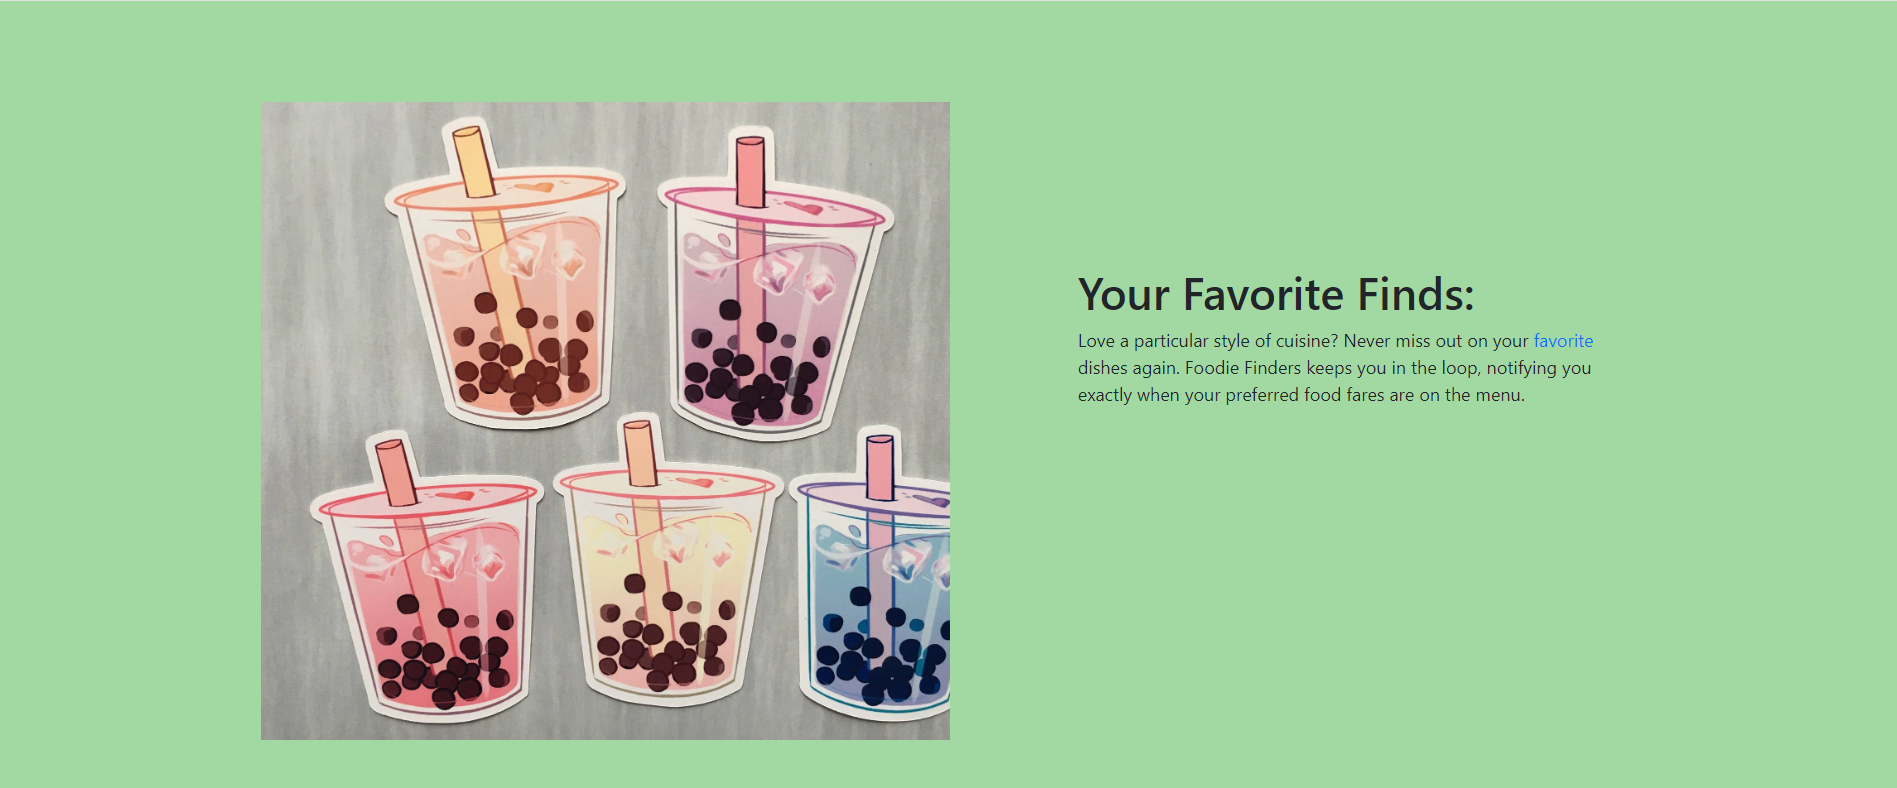 Your Favorite Finds:
Love a particular style of cuisine? Never miss out on your favorite
dishes again. Foodie Finders keeps you in the loop, notifying you
exactly when your preferred food fares are on the menu.